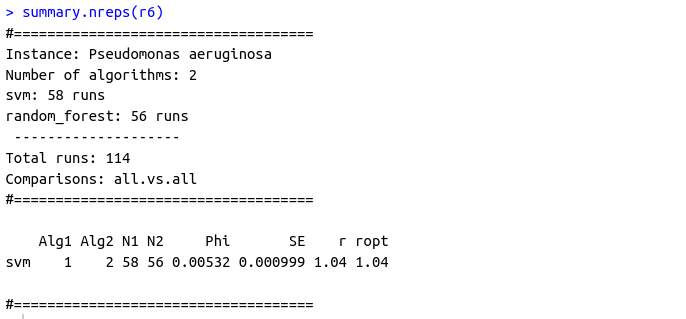 > summary.nreps(r6)
#====================================
Instance: Pseudomonas aeruginosa
Number of algorithms: 2
svm: 58 runs
random_forest: 56 runs
 --------------------
Total runs: 114
Comparisons: all.vs.all
#====================================

    Alg1 Alg2 N1 N2     Phi       SE    r ropt
svm    1    2 58 56 0.00532 0.000999 1.04 1.04

#====================================